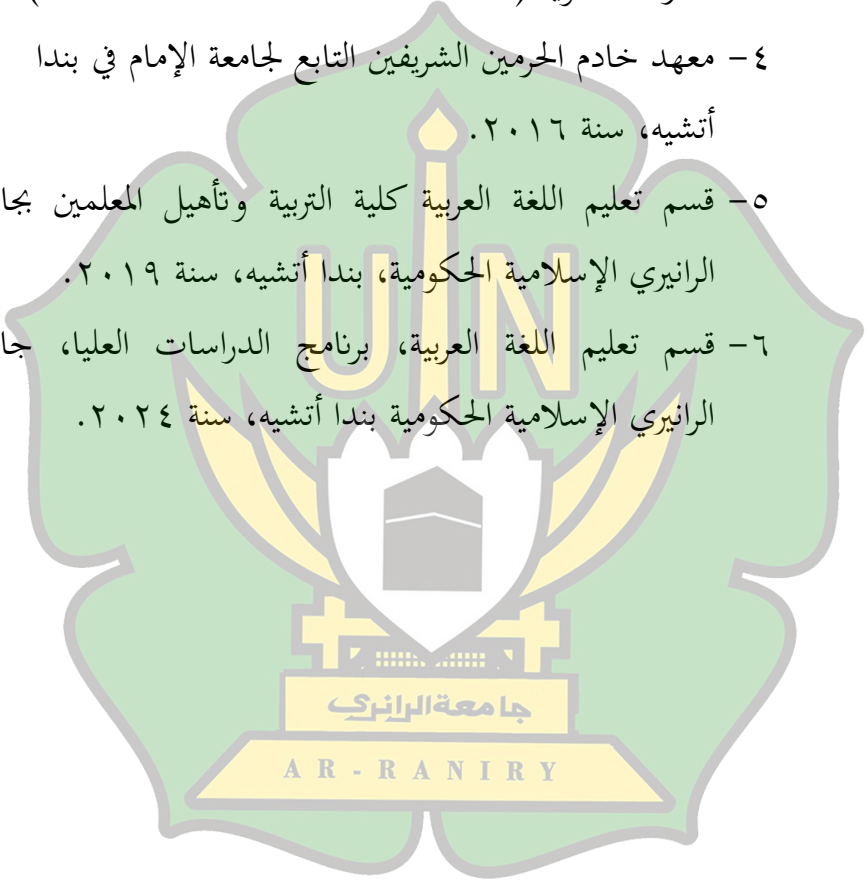 ٤- معهد خادم الحرمين الشريفين التابع لجامعة الإمام في بندا
أتشيه، سنة ٢٠١٦.
٥- قسم تعليم اللغة العربية كلية التربية وتأهيل المعلمين بجا
الرانيري الإسلامية الحكومية، بندا أتشيه، سنة ٢٠١٩.
٦- قسم تعليم اللغة العربية، برنامج الدراسات العليا، جا
الرانيري الإسلامية الحكومية بندا أتشيه، سنة ٢٠٢٤.
UIN
جامعة الرانري
AR-RANIRY